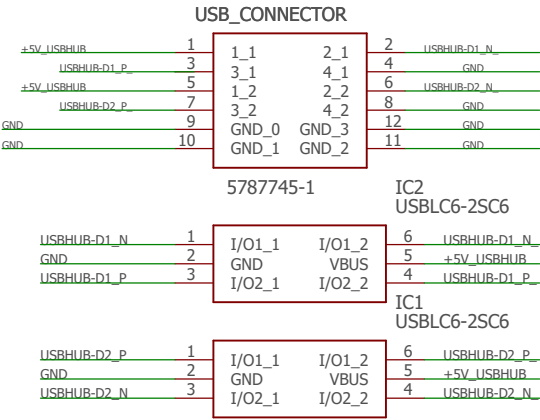 USB_CONNECTOR
+5V_USBHUB 1 1_1 2_1 2 USBHUB-D1_N_
USBHUB-D1_P_ 3 3_1 4_1 4 GND
+5V_USBHUB 5 1_2 2_2 6 USBHUB-D2_N_
USBHUB-D2_P_ 7 3_2 4_2 8 GND
GND 9 GND_0 GND_3 12 GND
GND 10 GND_1 GND_2 11 GND
5787745-1 IC2
USBLC6-2SC6
USBHUB-D1_N 1 I/O1_1 I/O1_2 6 USBHUB-D1_N_
GND 2 GND VBUS 5 +5V_USBHUB
USBHUB-D1_P 3 I/O2_1 I/O2_2 4 USBHUB-D1_P_
IC1
USBLC6-2SC6
USBHUB-D2_P 1 I/O1_1 I/O1_2 6 USBHUB-D2_P_
GND 2 GND VBUS 5 +5V_USBHUB
USBHUB-D2_N 3 I/O2_1 I/O2_2 4 USBHUB-D2_N_